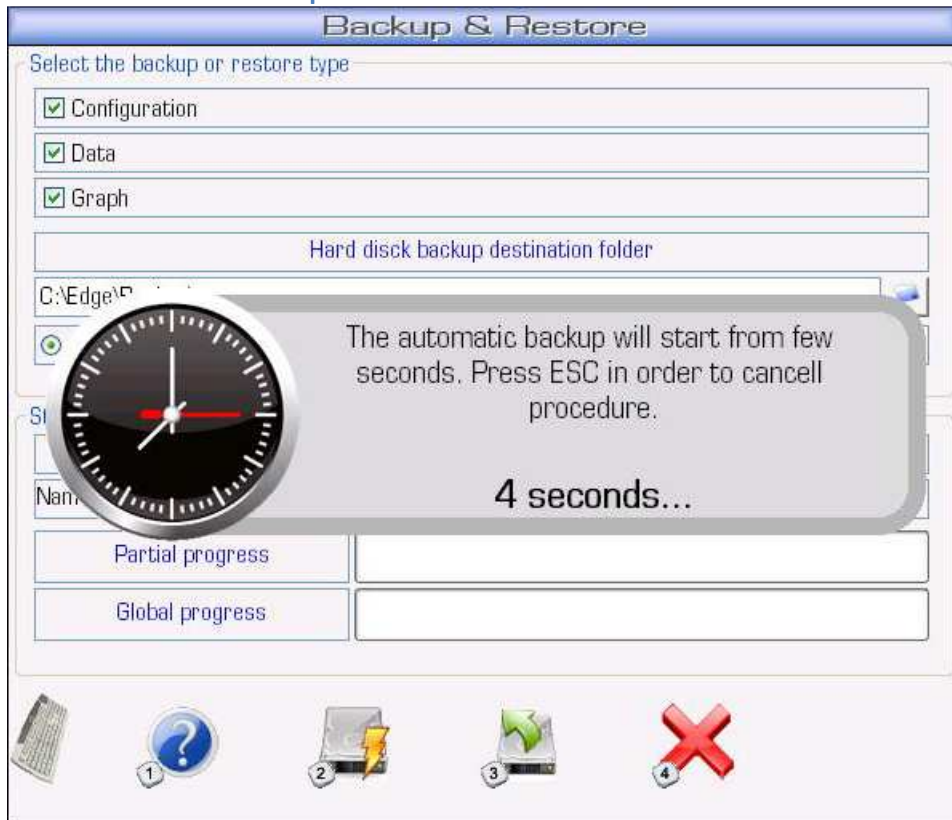 Backup & Restore
Select the backup or restore type
Configuration
Data
Graph
Hard disck backup destination folder
C:\Edge\
The automatic backup will start from few
seconds. Press ESC in order to cancell
procedure.
4 seconds...
Partial progress
Global progress
1
2
3
4